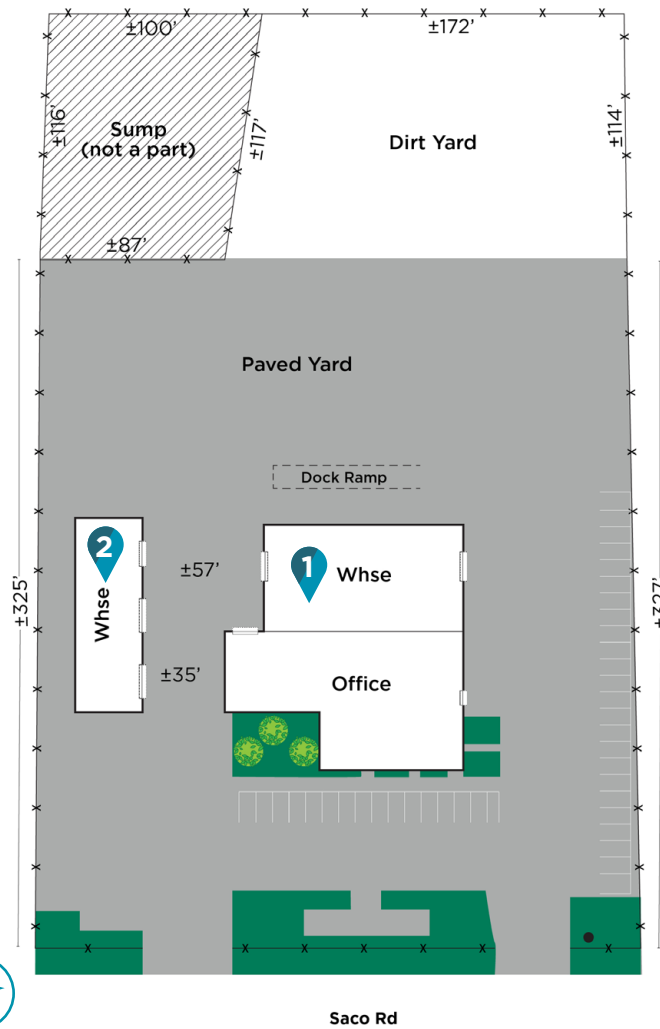 ±100’
±172’
±116’
Sump
(not a part)
±117’
Dirt Yard
±114’
±87’
Paved Yard
Dock Ramp
2
±57’
1
Whse
Whse
±325’
±327’
±35’
Office
Saco Rd